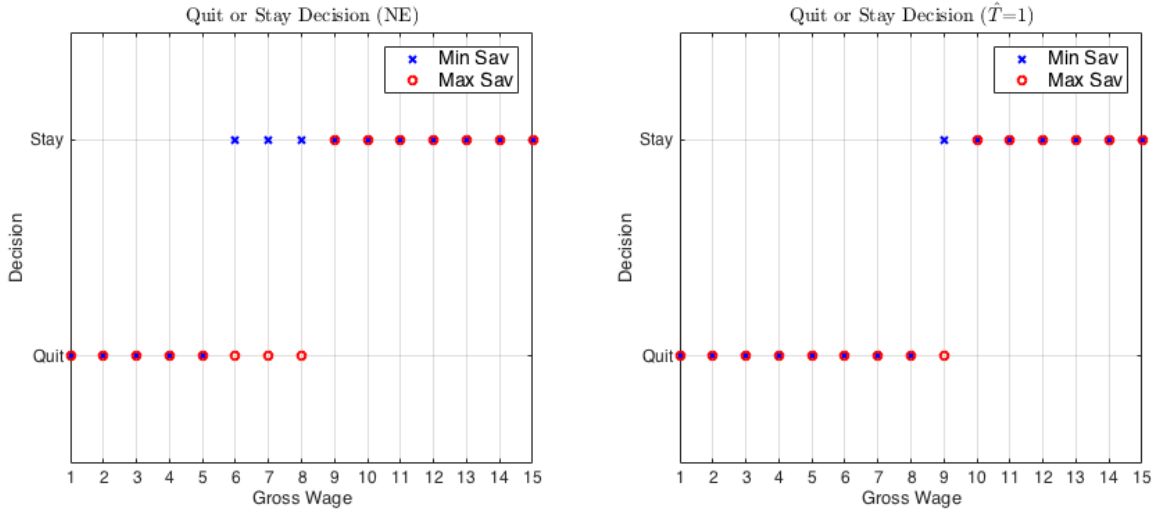 Quit or Stay Decision (NE)
Min Sav
Max Sav
Stay
Quit
Decision
1 2 3 4 5 6 7 8 9 10 11 12 13 14 15
Gross Wage
Quit or Stay Decision (T̂=1)
Min Sav
Max Sav
Stay
Quit
Decision
1 2 3 4 5 6 7 8 9 10 11 12 13 14 15
Gross Wage